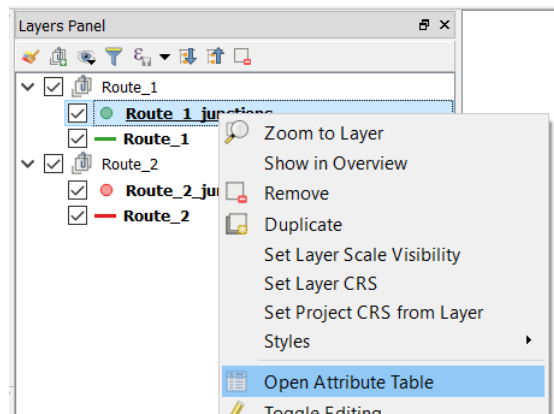 Layers Panel
Route_1
Route_1_junctions
Route_1
Route_2
Route_2_ju
Route_2
Zoom to Layer
Show in Overview
Remove
Duplicate
Set Layer Scale Visibility
Set Layer CRS
Set Project CRS from Layer
Styles
Open Attribute Table
Toggle Editing